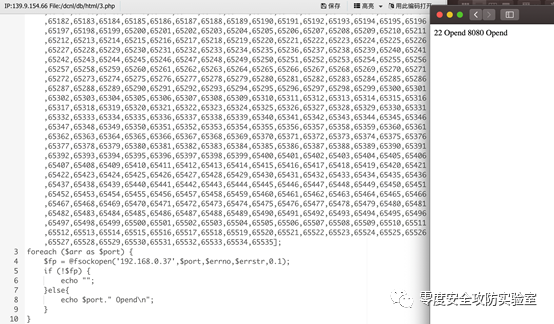 IP:139.9.154.66 File:/dcnl/db/html/3.php 保存 高亮 用此编码打开
,65182,65183,65184,65185,65186,65187,65188,65189,65190,65191,65192,65193,65194,65195,65196
,65197,65198,65199,65200,65201,65202,65203,65204,65205,65206,65207,65208,65209,65210,65211
,65212,65213,65214,65215,65216,65217,65218,65219,65220,65221,65222,65223,65224,65225,65226
,65227,65228,65229,65230,65231,65232,65233,65234,65235,65236,65237,65238,65239,65240,65241
,65242,65243,65244,65245,65246,65247,65248,65249,65250,65251,65252,65253,65254,65255,65256
,65257,65258,65259,65260,65261,65262,65263,65264,65265,65266,65267,65268,65269,65270,65271
,65272,65273,65274,65275,65276,65277,65278,65279,65280,65281,65282,65283,65284,65285,65286
,65287,65288,65289,65290,65291,65292,65293,65294,65295,65296,65297,65298,65299,65300,65301
,65302,65303,65304,65305,65306,65307,65308,65309,65310,65311,65312,65313,65314,65315,65316
,65317,65318,65319,65320,65321,65322,65323,65324,65325,65326,65327,65328,65329,65330,65331
,65332,65333,65334,65335,65336,65337,65338,65339,65340,65341,65342,65343,65344,65345,65346
,65347,65348,65349,65350,65351,65352,65353,65354,65355,65356,65357,65358,65359,65360,65361
,65362,65363,65364,65365,65366,65367,65368,65369,65370,65371,65372,65373,65374,65375,65376
,65377,65378,65379,65380,65381,65382,65383,65384,65385,65386,65387,65388,65389,65390,65391
,65392,65393,65394,65395,65396,65397,65398,65399,65400,65401,65402,65403,65404,65405,65406
,65407,65408,65409,65410,65411,65412,65413,65414,65415,65416,65417,65418,65419,65420,65421
,65422,65423,65424,65425,65426,65427,65428,65429,65430,65431,65432,65433,65434,65435,65436
,65437,65438,65439,65440,65441,65442,65443,65444,65445,65446,65447,65448,65449,65450,65451
,65452,65453,65454,65455,65456,65457,65458,65459,65460,65461,65462,65463,65464,65465,65466
,65467,65468,65469,65470,65471,65472,65473,65474,65475,65476,65477,65478,65479,65480,65481
,65482,65483,65484,65485,65486,65487,65488,65489,65490,65491,65492,65493,65494,65495,65496
,65497,65498,65499,65500,65501,65502,65503,65504,65505,65506,65507,65508,65509,65510,65511
,65512,65513,65514,65515,65516,65517,65518,65519,65520,65521,65522,65523,65524,65525,65526
,65527,65528,65529,65530,65531,65532,65533,65534,65535];
3 foreach ($arr as $port) {
4 $fp = @fsockopen('192.168.0.37',$port,$errno,$errstr,0.1);
5 if (!$fp) {
6 echo "";
7 }else{
8 echo $port." Opend\n";
9 }
10 }
22 Opend 8080 Opend
零度安全攻防实验室